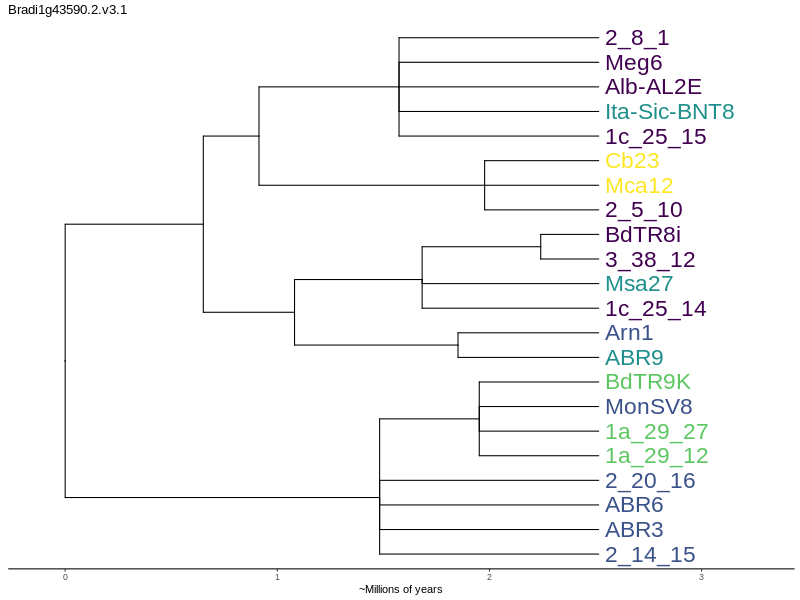 Bradi1g43590.2.v3.1
2_8_1
Meg6
Alb-AL2E
Ita-Sic-BNT8
1c_25_15
Cb23
Mca12
2_5_10
BdTR8i
3_38_12
Msa27
1c_25_14
Arn1
ABR9
BdTR9K
MonSV8
1a_29_27
1a_29_12
2_20_16
ABR6
ABR3
2_14_15
0 1 2 3
~Millions of years